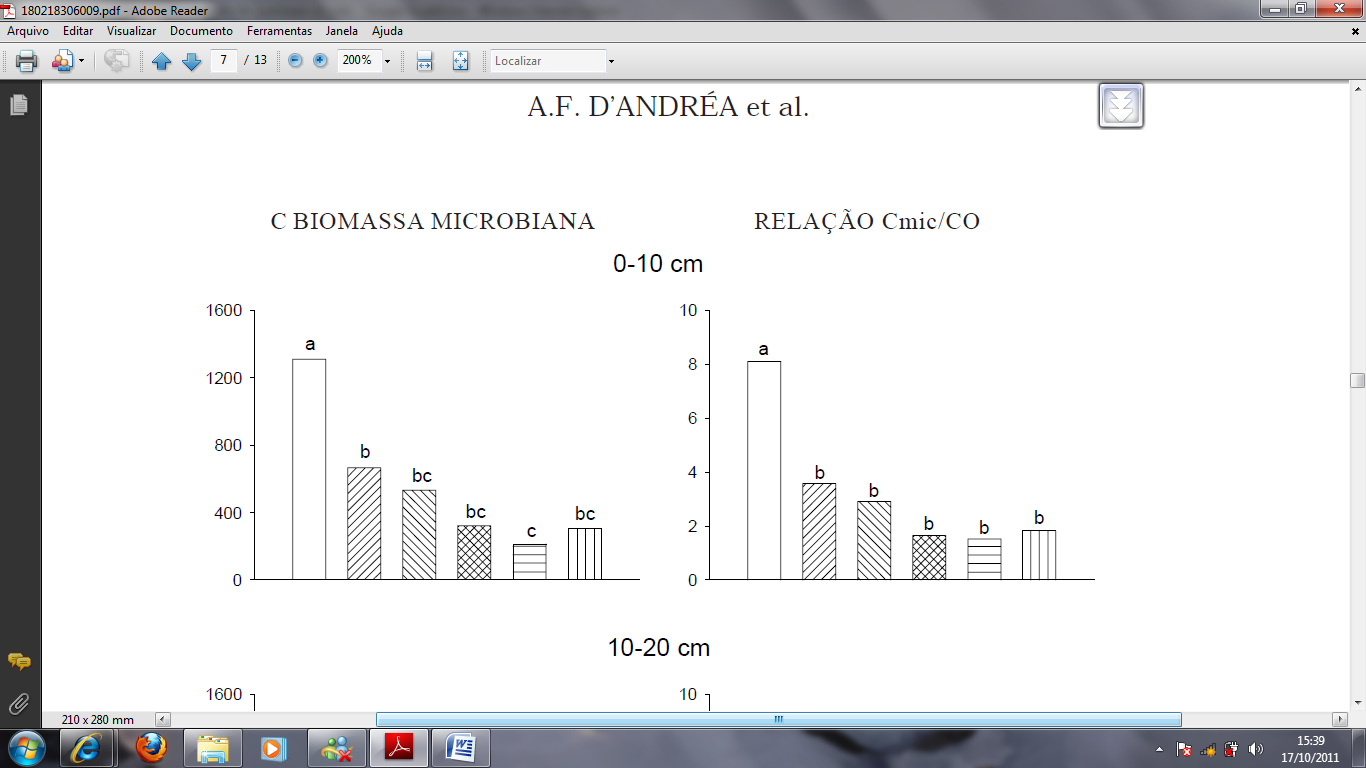 180218306009.pdf - Adobe Reader
Arquivo Editar Visualizar Documento Ferramentas Janela Ajuda
7 / 13 200% Localizar
A.F. D'ANDRÉA et al.
C BIOMASSA MICROBIANA RELAÇÃO Cmic/CO
0-10 cm
1600
1200
800
400
0
a
b
bc
bc
c
bc
10
8
6
4
2
0
a
b
b
b
b
b
10-20 cm
1600
10
210 x 280 mm
15:39
17/10/2011